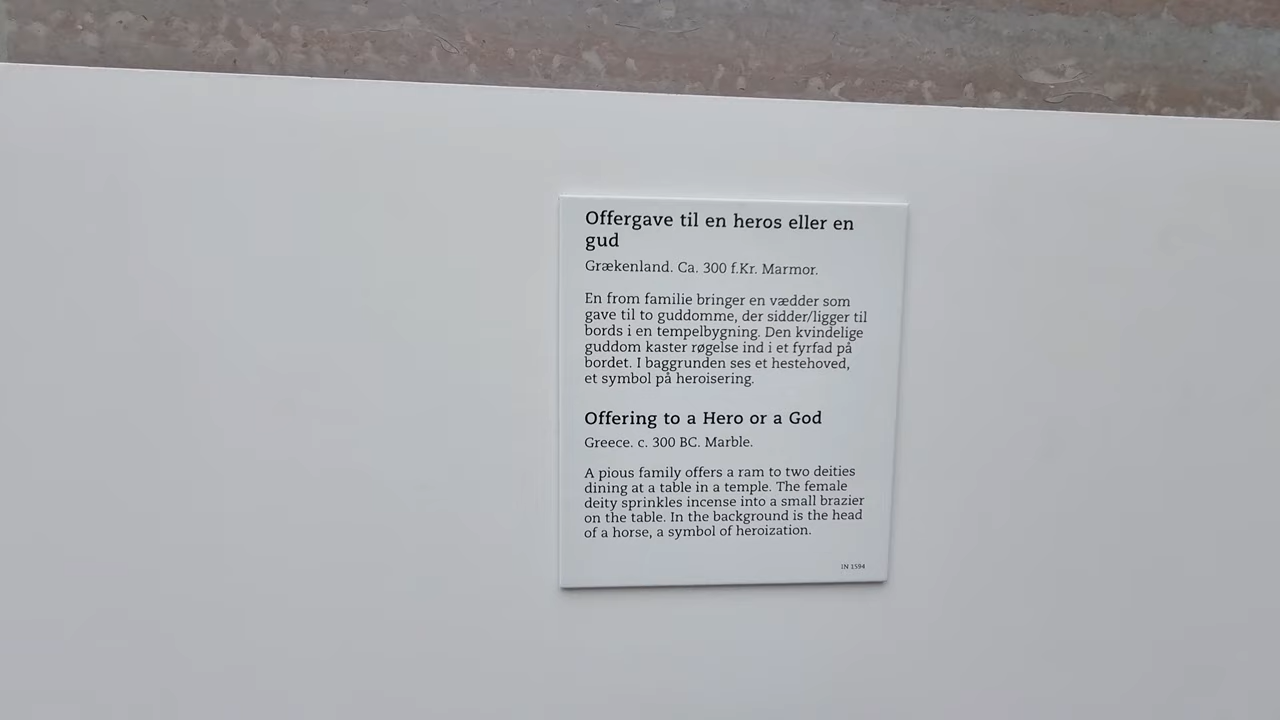 Offergave til en heros eller en
gud
Grækenland. Ca. 300 f.Kr. Marmor.
En from familie bringer en vædder som
gave til to guddomme, der sidder/ligger til
bords i en tempelbygning. Den kvindelige
guddom kaster røgelse ind i et fyrfad på
bordet. I baggrunden ses et hestehoved,
et symbol på heroisering.
Offering to a Hero or a God
Greece. c. 300 BC. Marble.
A pious family offers a ram to two deities
dining at a table in a temple. The female
deity sprinkles incense into a small brazier
on the table. In the background is the head
of a horse, a symbol of heroization.
IN 1594